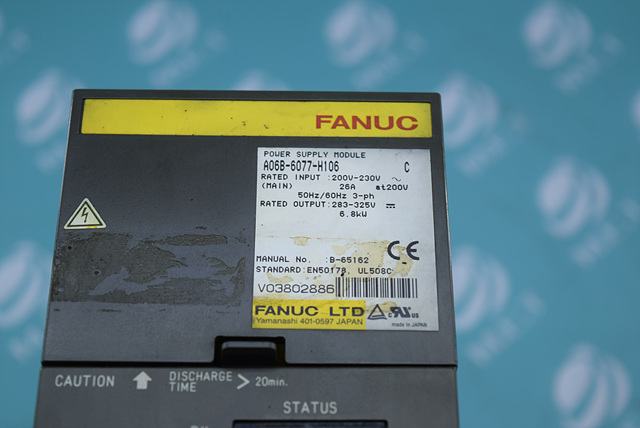 FANUC
POWER SUPPLY MODULE
A06B-6077-H106 C
RATED INPUT :200V-230V ~
(MAIN) 26A at200V
50Hz/60Hz 3-ph
RATED OUTPUT:283-325V ⎓
6.8kW
CE
MANUAL No. :B-65162
STANDARD:EN50178, UL508C
V03802886
FANUC LTD
Yamanashi 401-0597 JAPAN
c US
made in JAPAN
CAUTION DISCHARGE TIME > 20min.
STATUS